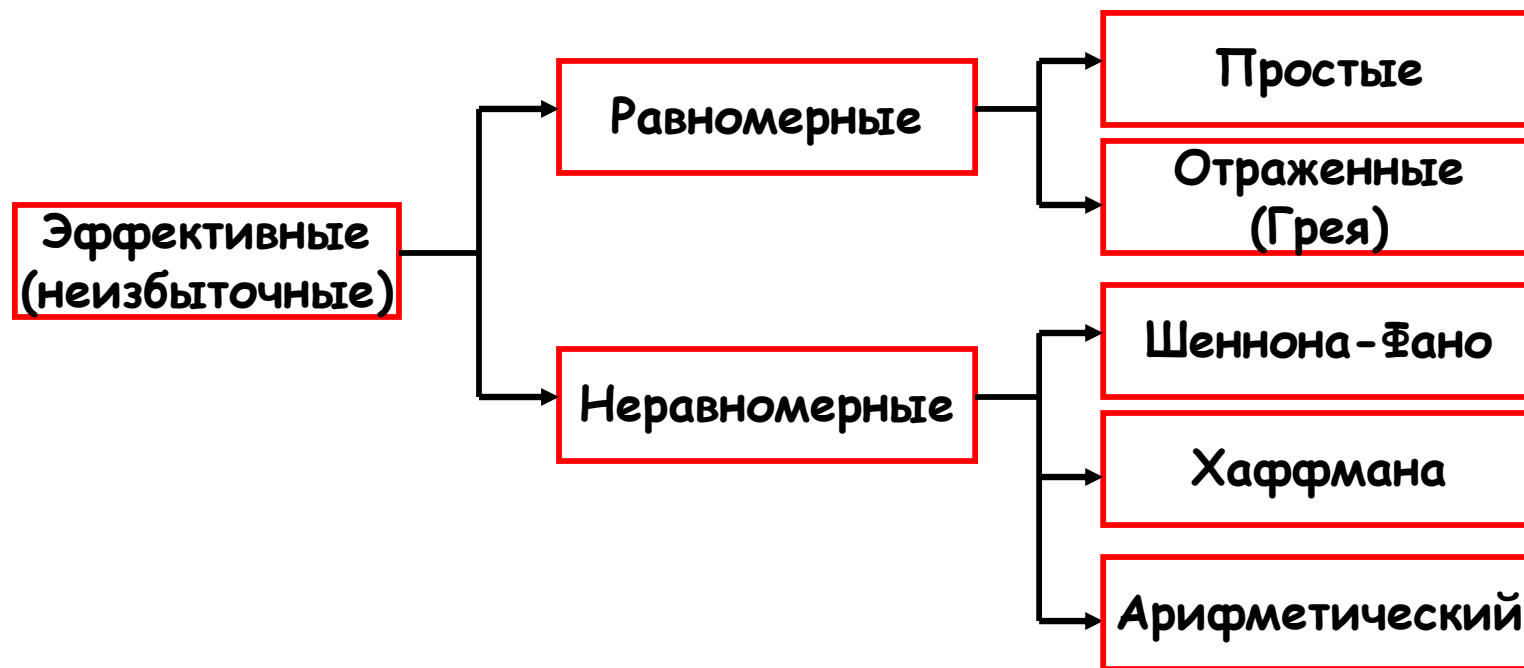 Эффективные
(неизбыточные)
Равномерные
Неравномерные
Простые
Отраженные
(Грея)
Шеннона-Фано
Хаффмана
Арифметический